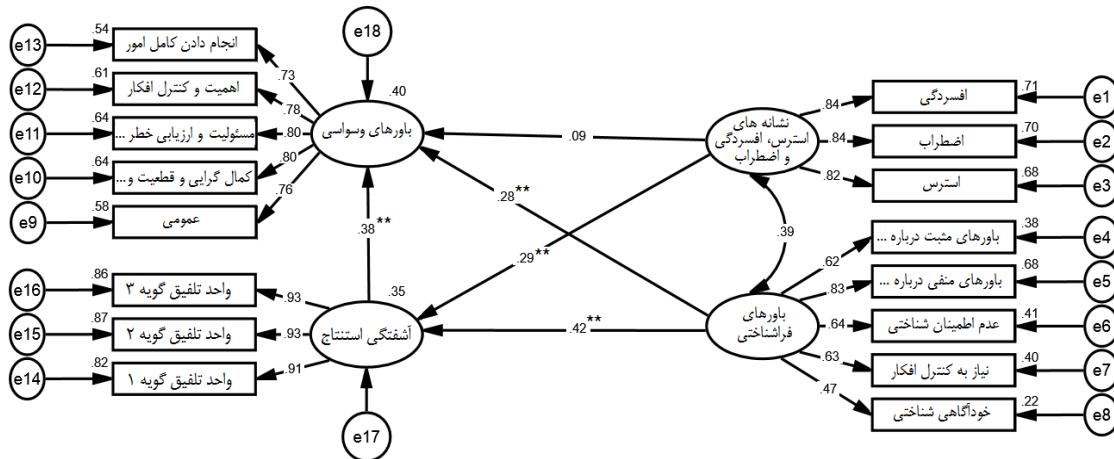 e18
e13
.54
انجام دادن کامل امور
.73
e12
.61
اهمیت و کنترل افکار
.78
e11
.64
مسئولیت و ارزیابی خطر ...
.80
e10
.64
کمال گرایی و قطعیت و...
.80
e9
.58
عمومی
.76
.40
باورهای وسواسی
.09
.28**
.38**
.29**
.42**
.39
نشانه های
استرس، افسردگی
و اضطراب
.84
افسردگی
.71
e1
.84
اضطراب
.70
e2
.82
استرس
.68
e3
باورهای
فراشناختی
.62
باورهای مثبت درباره ...
.38
e4
.83
باورهای منفی درباره ...
.68
e5
.64
عدم اطمینان شناختی
.41
e6
.63
نیاز به کنترل افکار
.40
e7
.47
خودآگاهی شناختی
.22
e8
e16
.86
واحد تلفیق گویه ۳
.93
e15
.87
واحد تلفیق گویه ۲
.93
e14
.82
واحد تلفیق گویه ۱
.91
.35
آشفتگی استنتاج
e17